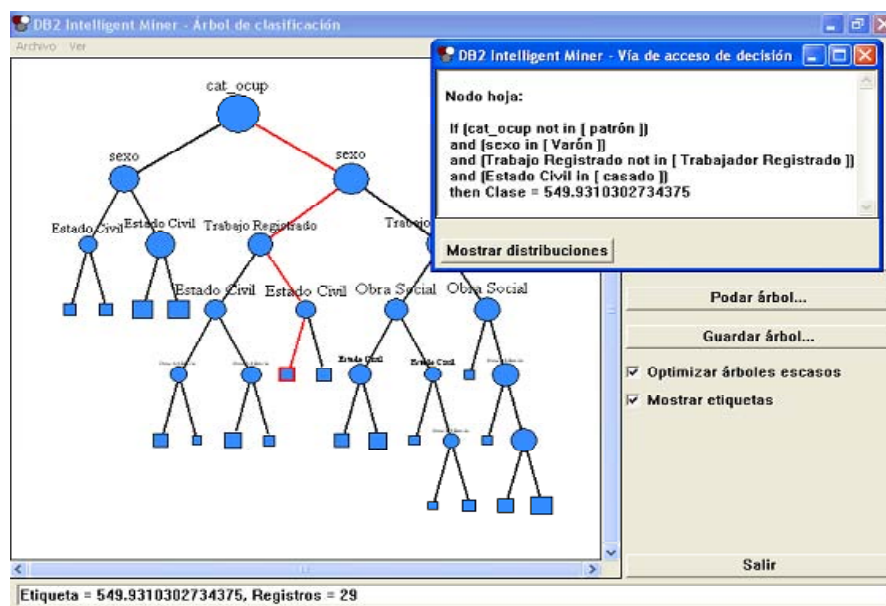 DB2 Intelligent Miner - Árbol de clasificación
Archivo Ver
DB2 Intelligent Miner - Vía de acceso de decisión
Nodo hoja:
If (cat_ocup not in [ patrón ])
and (sexo in [ Varón ])
and (Trabajo Registrado not in [ Trabajador Registrado ])
and (Estado Civil in [ casado ])
then Clase = 549.9310302734375
Mostrar distribuciones
cat_ocup
sexo
sexo
Estado Civil
Estado Civil
Trabajo Registrado
Trabajo
Estado Civil
Estado Civil
Obra Social
Obra Social
Estado Civil
Estado Civil
Podar árbol...
Guardar árbol...
Optimizar árboles escasos
Mostrar etiquetas
Salir
Etiqueta = 549.9310302734375, Registros = 29